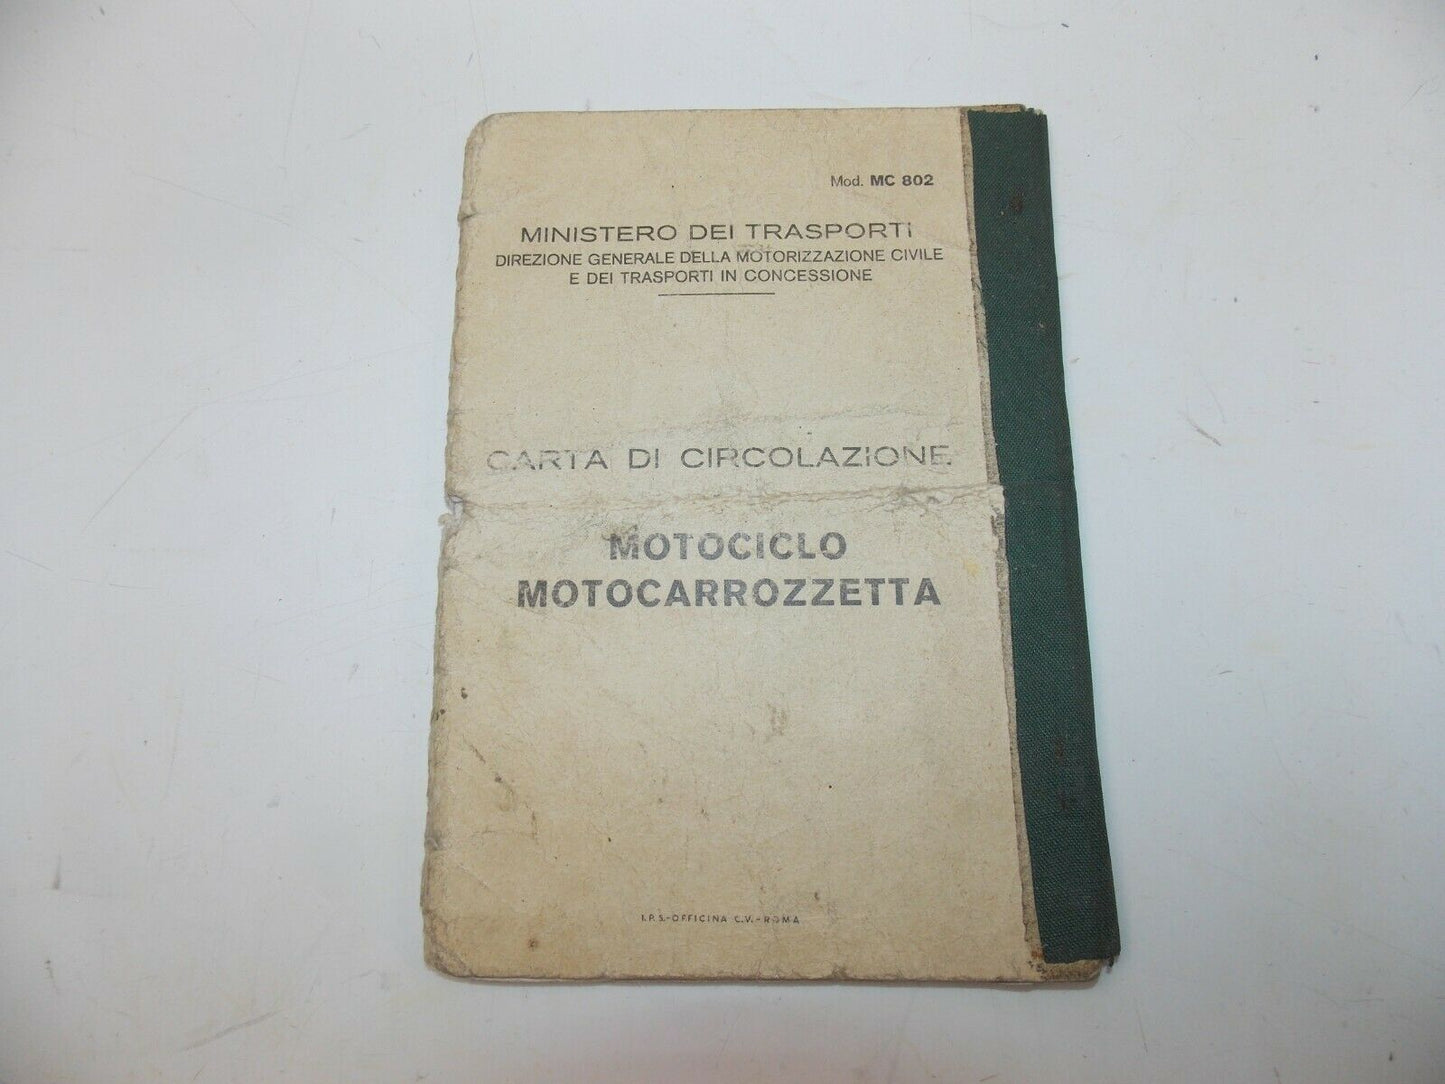 Mod. MC 802
MINISTERO DEI TRASPORTI
DIREZIONE GENERALE DELLA MOTORIZZAZIONE CIVILE
E DEI TRASPORTI IN CONCESSIONE
CARTA DI CIRCOLAZIONE
MOTOCICLO
MOTOCARROZZETTA
I.P.S.-OFFICINA C.V.-ROMA